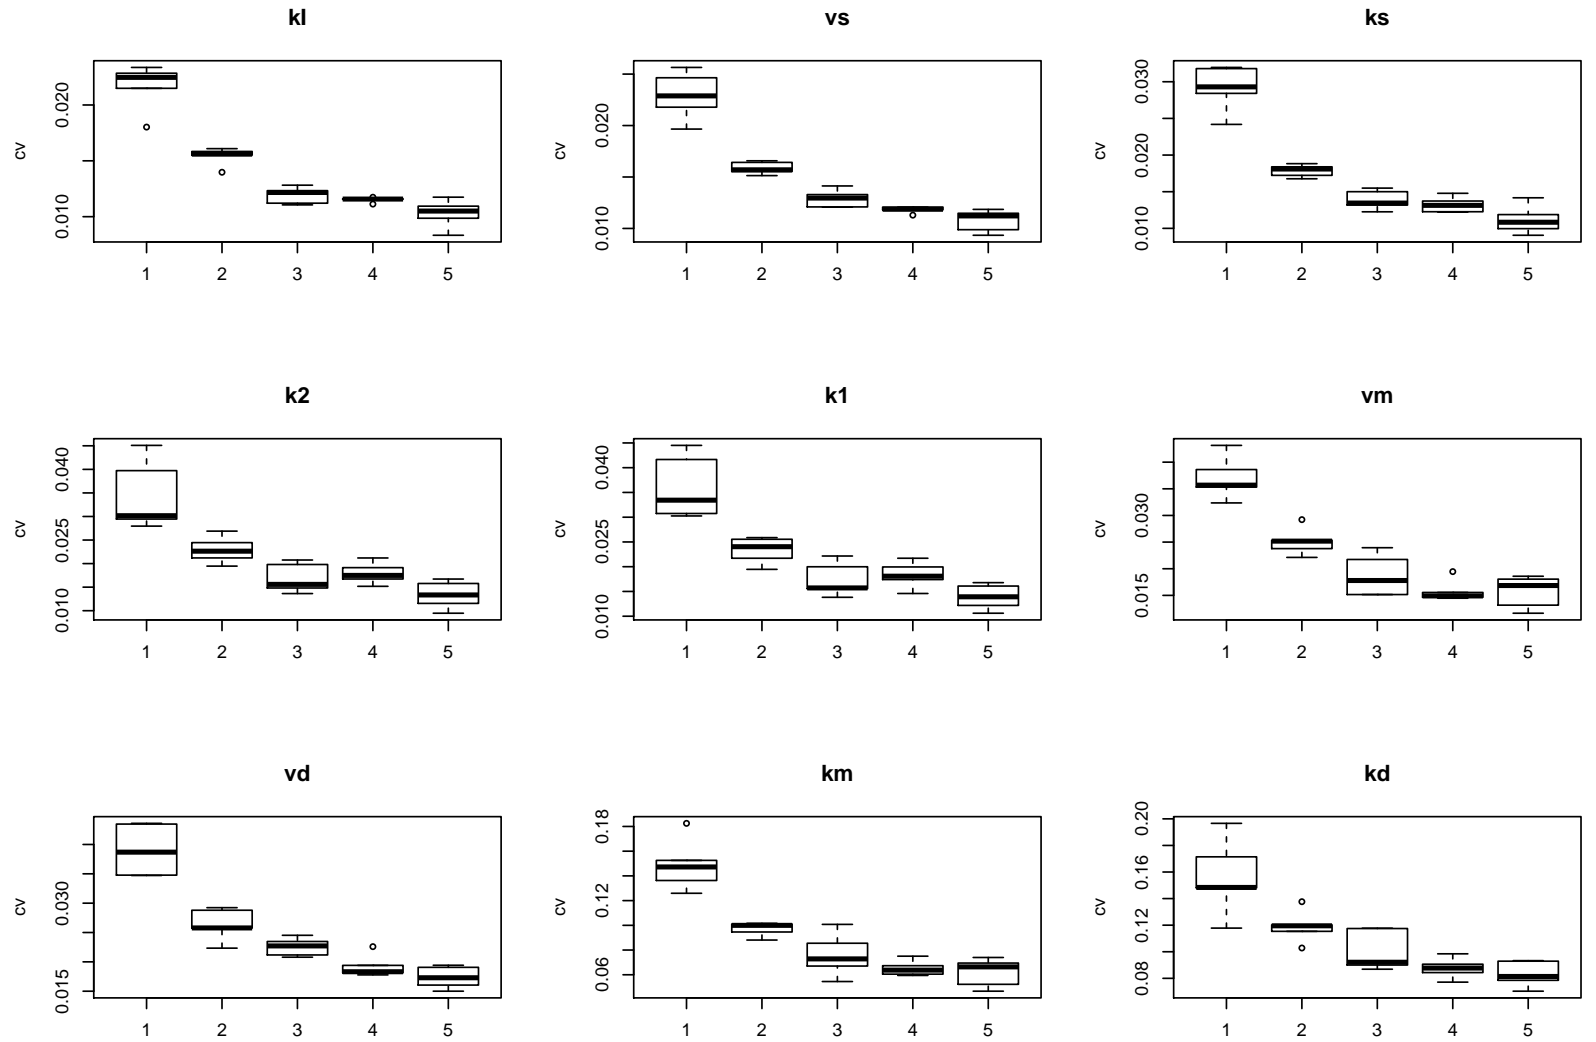 kl
cv
0.010 0.020
1 2 3 4 5
vs
cv
0.010 0.020
1 2 3 4 5
ks
cv
0.010 0.020 0.030
1 2 3 4 5
k2
cv
0.010 0.025 0.040
1 2 3 4 5
k1
cv
0.010 0.025 0.040
1 2 3 4 5
vm
cv
0.015 0.030
1 2 3 4 5
vd
cv
0.015 0.030
1 2 3 4 5
km
cv
0.06 0.12 0.18
1 2 3 4 5
kd
cv
0.08 0.12 0.16 0.20
1 2 3 4 5